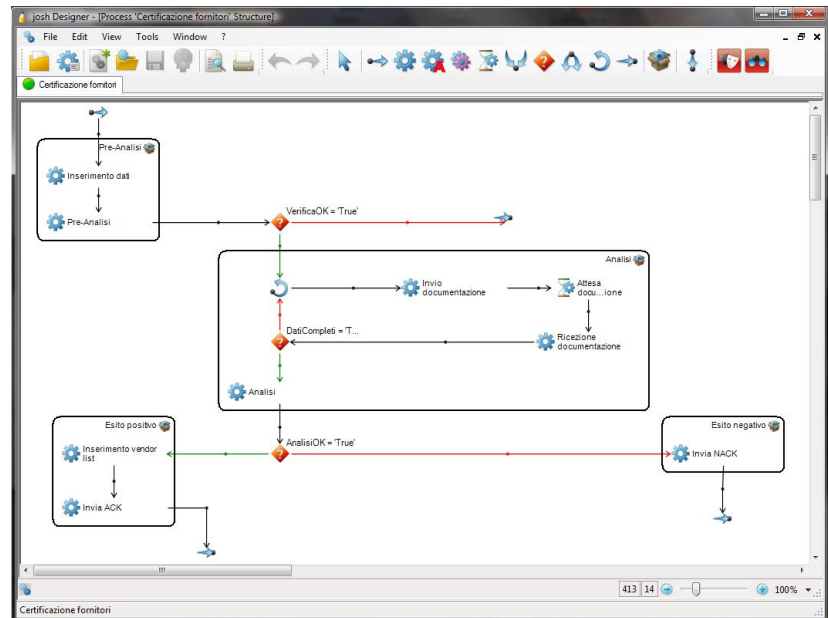 josh Designer - [Process 'Certificazione fornitori' Structure]
File Edit View Tools Window ?
Certificazione fornitori
Pre-Analisi
Inserimento dati
Pre-Analisi
VerificaOK = 'True'
Analisi
Invio
documentazione
Attesa
docu...ione
DatiCompleti = 'T...
Ricezione
documentazione
Analisi
Esito positivo
Esito negativo
AnalisiOK = 'True'
Inserimento vendor
list
Invia NACK
Invia ACK
413 14 100%
Certificazione fornitori